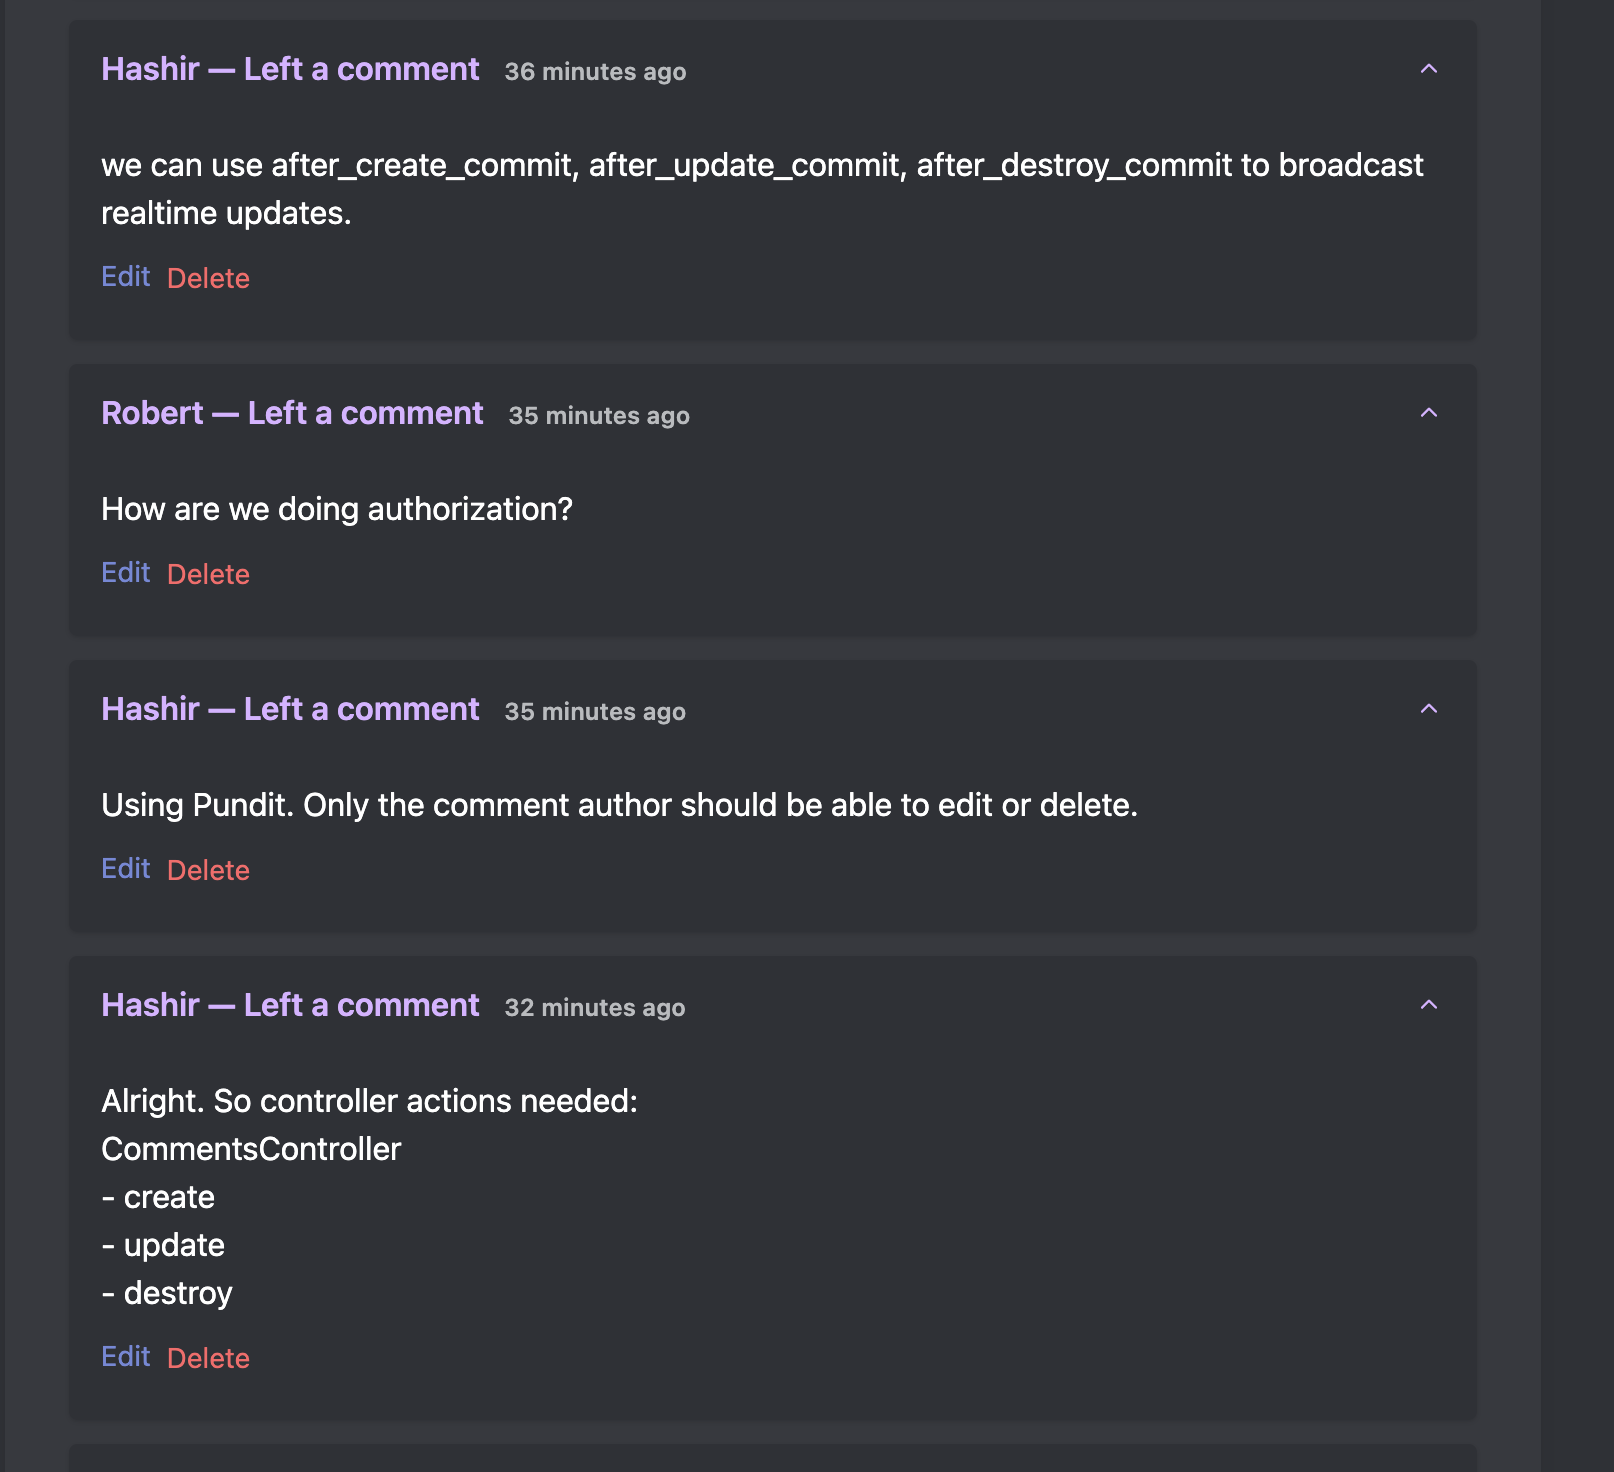 Hashir — Left a comment 36 minutes ago
we can use after_create_commit, after_update_commit, after_destroy_commit to broadcast
realtime updates.
Edit Delete
Robert — Left a comment 35 minutes ago
How are we doing authorization?
Edit Delete
Hashir — Left a comment 35 minutes ago
Using Pundit. Only the comment author should be able to edit or delete.
Edit Delete
Hashir — Left a comment 32 minutes ago
Alright. So controller actions needed:
CommentsController
- create
- update
- destroy
Edit Delete